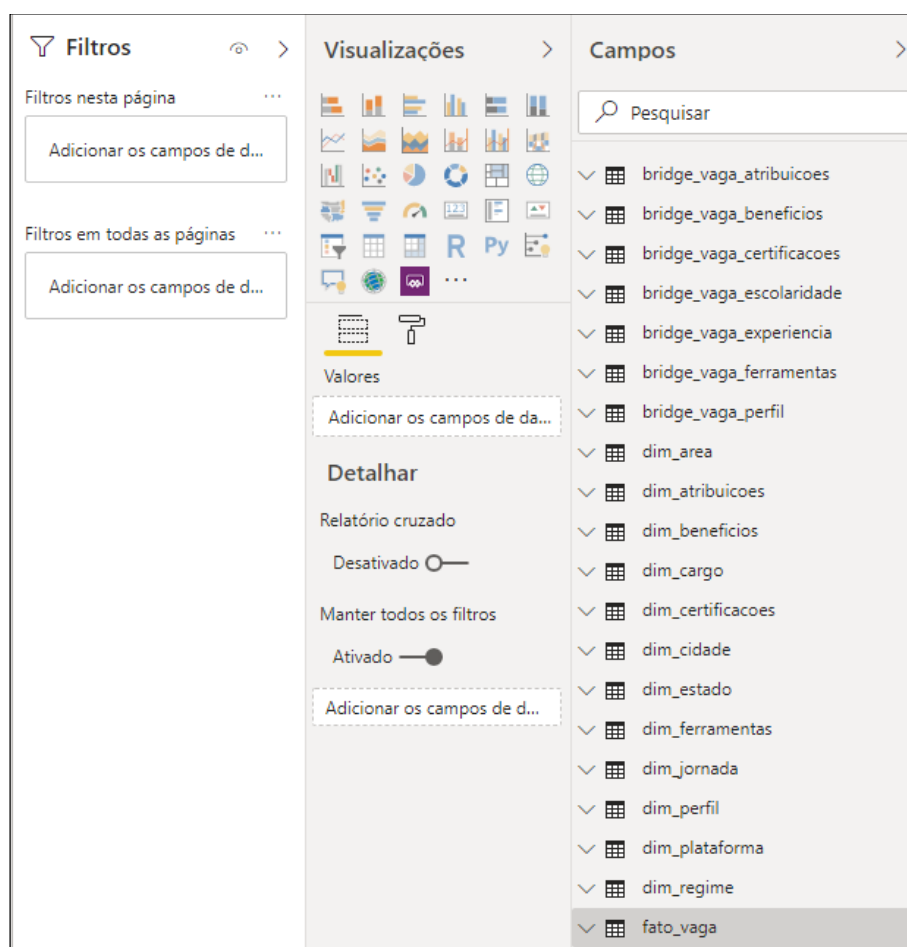 Filtros
Filtros nesta página
Adicionar os campos de d...
Filtros em todas as páginas
Adicionar os campos de d...
Visualizações
123
R
Py
Valores
Adicionar os campos de da...
Detalhar
Relatório cruzado
Desativado
Manter todos os filtros
Ativado
Adicionar os campos de d...
Campos
Pesquisar
bridge_vaga_atribuicoes
bridge_vaga_beneficios
bridge_vaga_certificacoes
bridge_vaga_escolaridade
bridge_vaga_experiencia
bridge_vaga_ferramentas
bridge_vaga_perfil
dim_area
dim_atribuicoes
dim_beneficios
dim_cargo
dim_certificacoes
dim_cidade
dim_estado
dim_ferramentas
dim_jornada
dim_perfil
dim_plataforma
dim_regime
fato_vaga